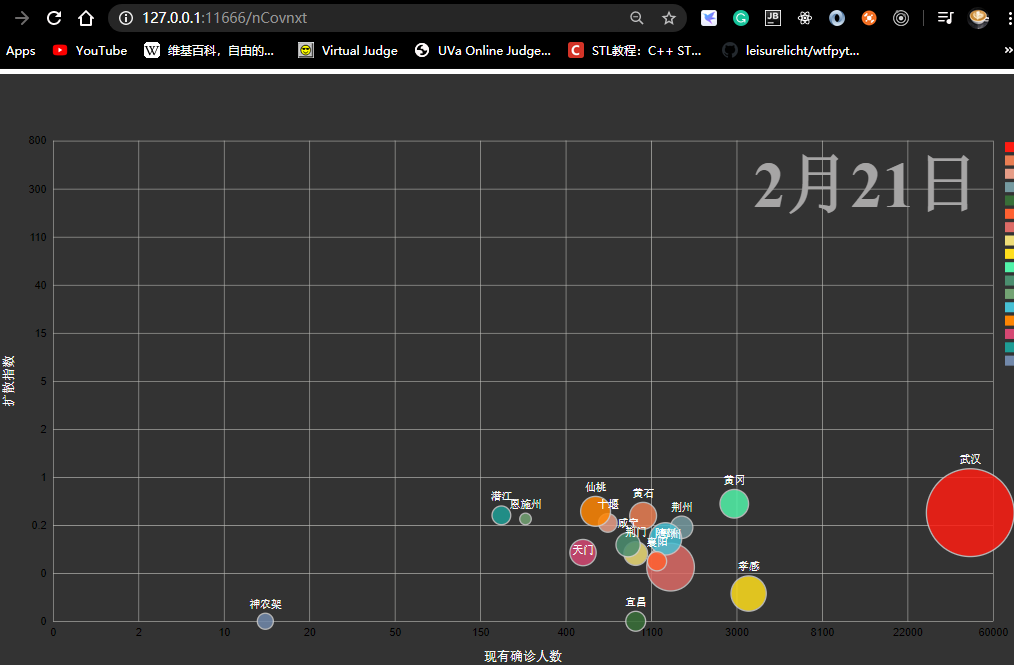 127.0.0.1:11666/nCovnxt
Apps YouTube 维基百科，自由的... Virtual Judge UVa Online Judge... STL教程：C++ ST... leisurelicht/wtfpyt... »
2月21日
800
300
110
40
15
5
2
1
0.2
0
0
扩散指数
武汉
黄冈
仙桃
黄石
潜江
恩施州
十堰
荆州
咸宁
荆门
襄阳
天门
孝感
宜昌
神农架
0 2 10 20 50 150 400 1100 3000 8100 22000 60000
现有确诊人数